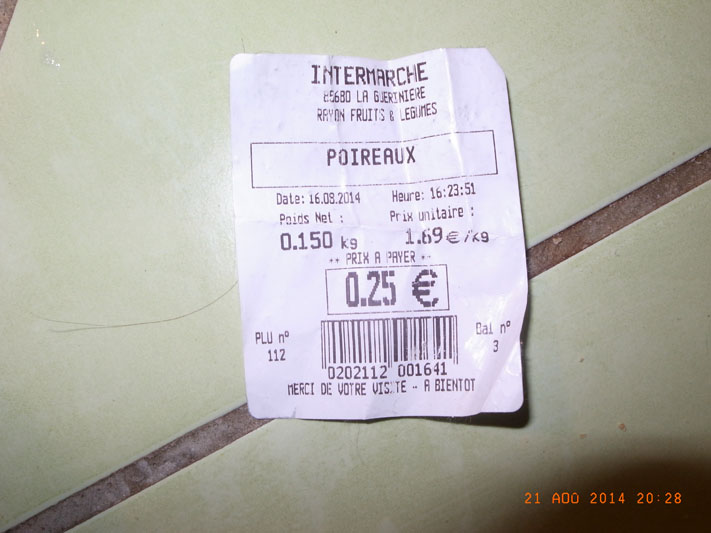 INTERMARCHE
85680 LA GUERINIERE
RAYON FRUITS & LEGUMES
POIREAUX
Date: 16.08.2014 Heure: 16:23:51
Poids Net : Prix unitaire :
0.150 kg 1.69 €/kg
** PRIX A PAYER **
0.25 €
PLU n° Bal n°
112 3
0202112 001641
MERCI DE VOTRE VISITE - A BIENTOT
21 AOO 2014 20:28